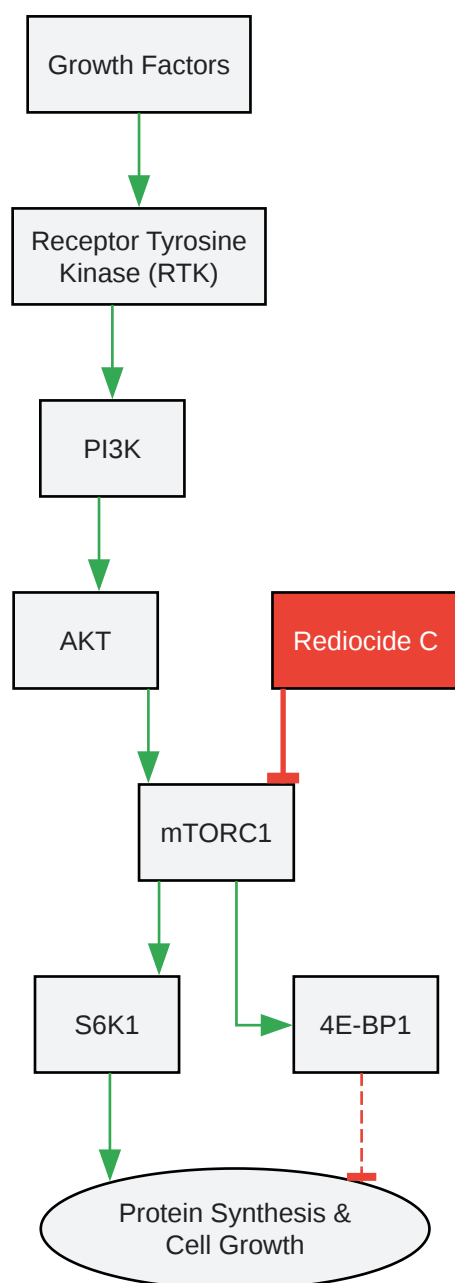 Growth Factors
Receptor Tyrosine
Kinase (RTK)
PI3K
AKT
Rediocide C
mTORC1
S6K1
4E-BP1
Protein Synthesis &
Cell Growth